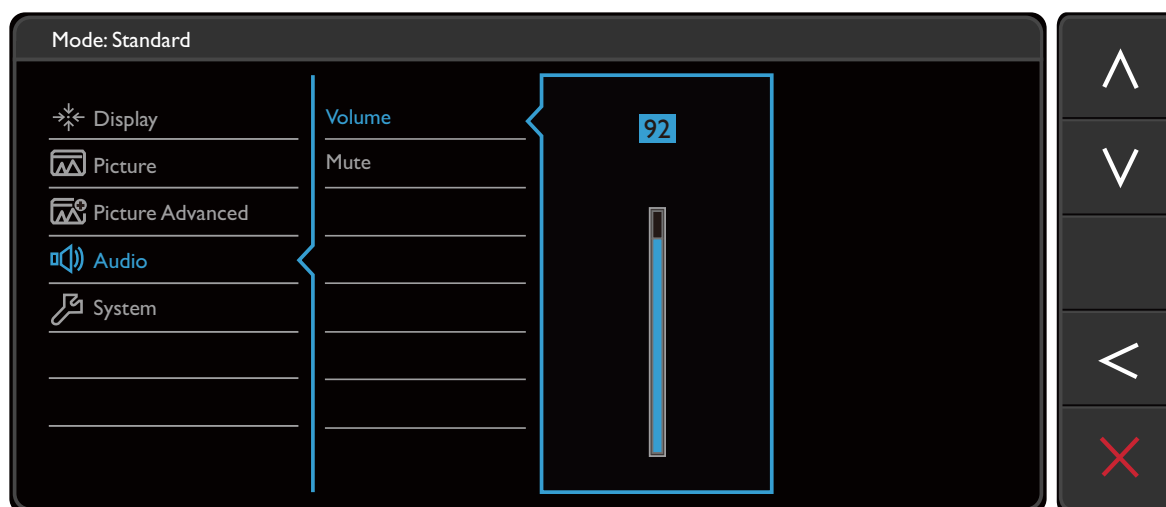 Mode: Standard
Display
Picture
Picture Advanced
Audio
System
Volume
Mute
92